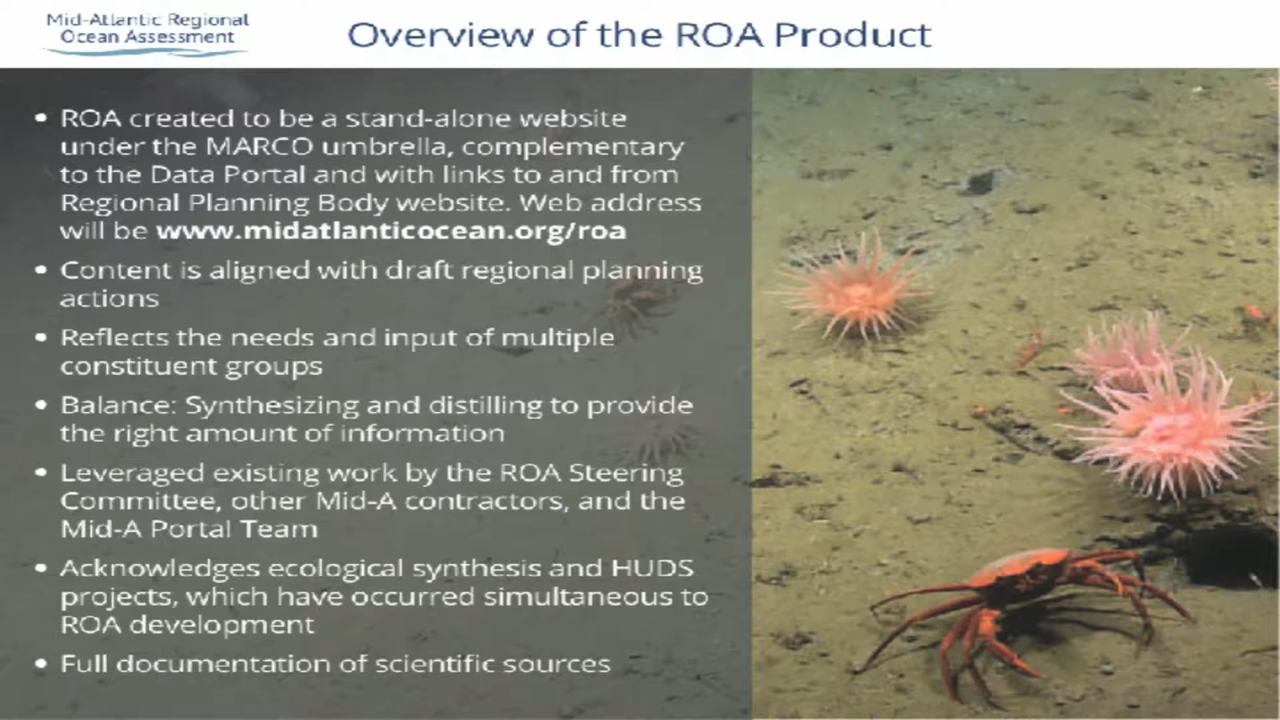 Mid-Atlantic Regional
Ocean Assessment
Overview of the ROA Product
• ROA created to be a stand-alone website
under the MARCO umbrella, complementary
to the Data Portal and with links to and from
Regional Planning Body website. Web address
will be www.midatlanticocean.org/roa
• Content is aligned with draft regional planning
actions
• Reflects the needs and input of multiple
constituent groups
• Balance: Synthesizing and distilling to provide
the right amount of information
• Leveraged existing work by the ROA Steering
Committee, other Mid-A contractors, and the
Mid-A Portal Team
• Acknowledges ecological synthesis and HUDS
projects, which have occurred simultaneous to
ROA development
• Full documentation of scientific sources